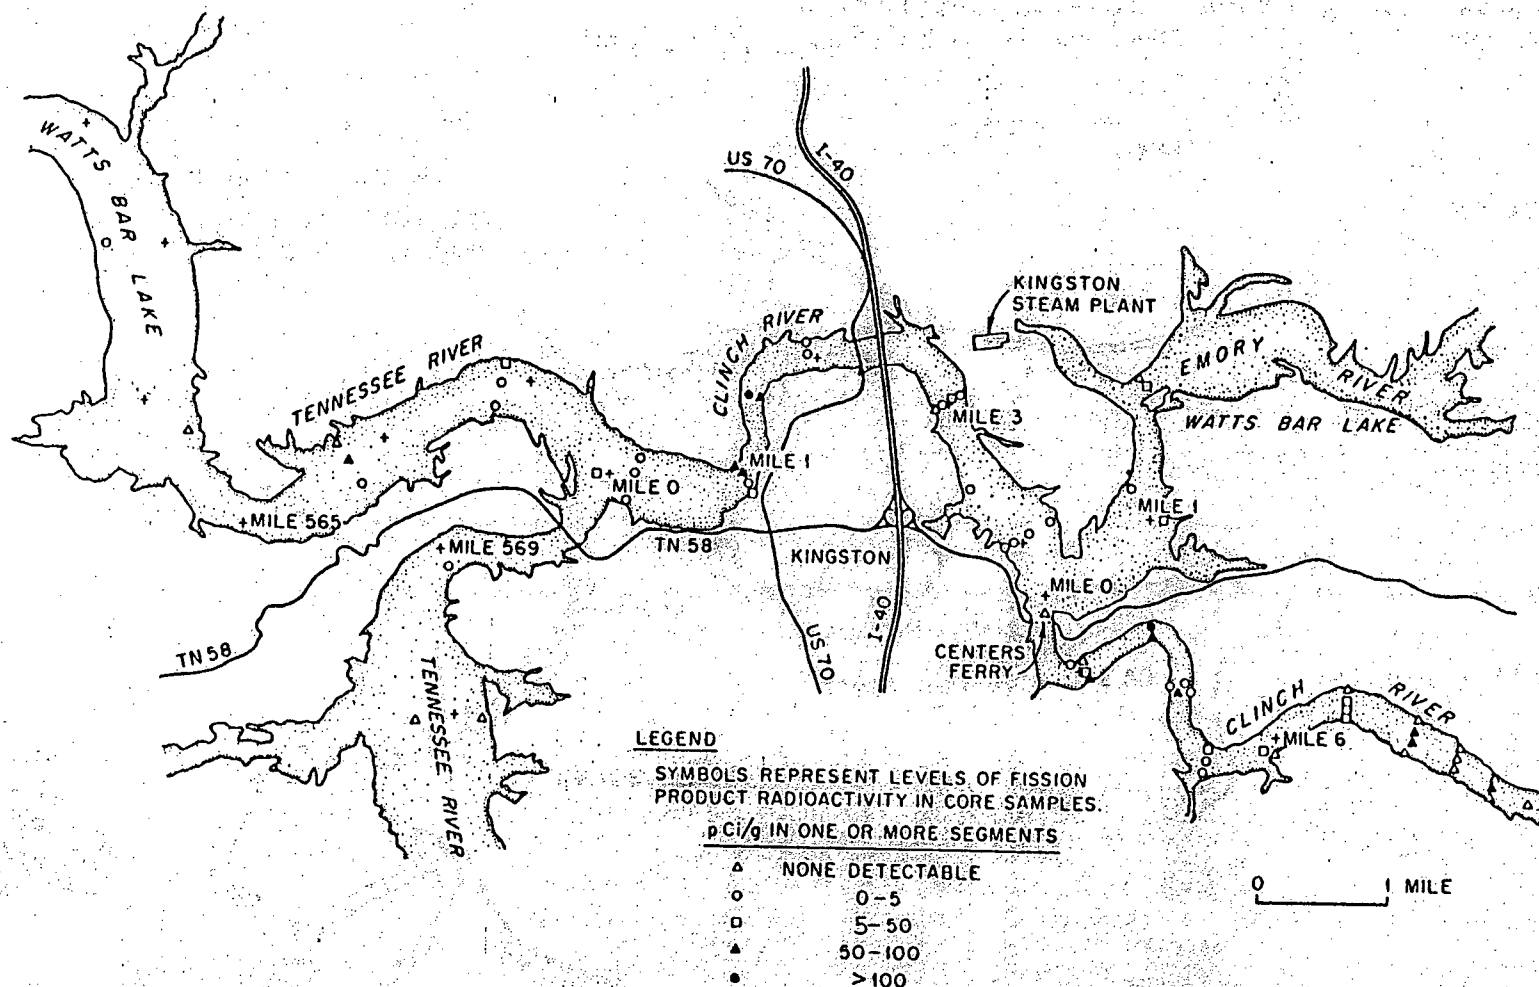 WATTS BAR LAKE
US 70
I-40
KINGSTON
STEAM PLANT
CLINCH RIVER
EMORY RIVER
WATTS BAR LAKE
TENNESSEE RIVER
MILE 3
MILE 1
MILE 0
MILE 1
MILE 565
MILE 569
TN 58
KINGSTON
MILE 0
TN 58
TENNESSEE RIVER
US 70
I-40
CENTERS
FERRY
CLINCH RIVER
MILE 6
LEGEND
SYMBOLS REPRESENT LEVELS OF FISSION
PRODUCT RADIOACTIVITY IN CORE SAMPLES.
pCi/g IN ONE OR MORE SEGMENTS
NONE DETECTABLE
0-5
5-50
50-100
>100
0 1 MILE